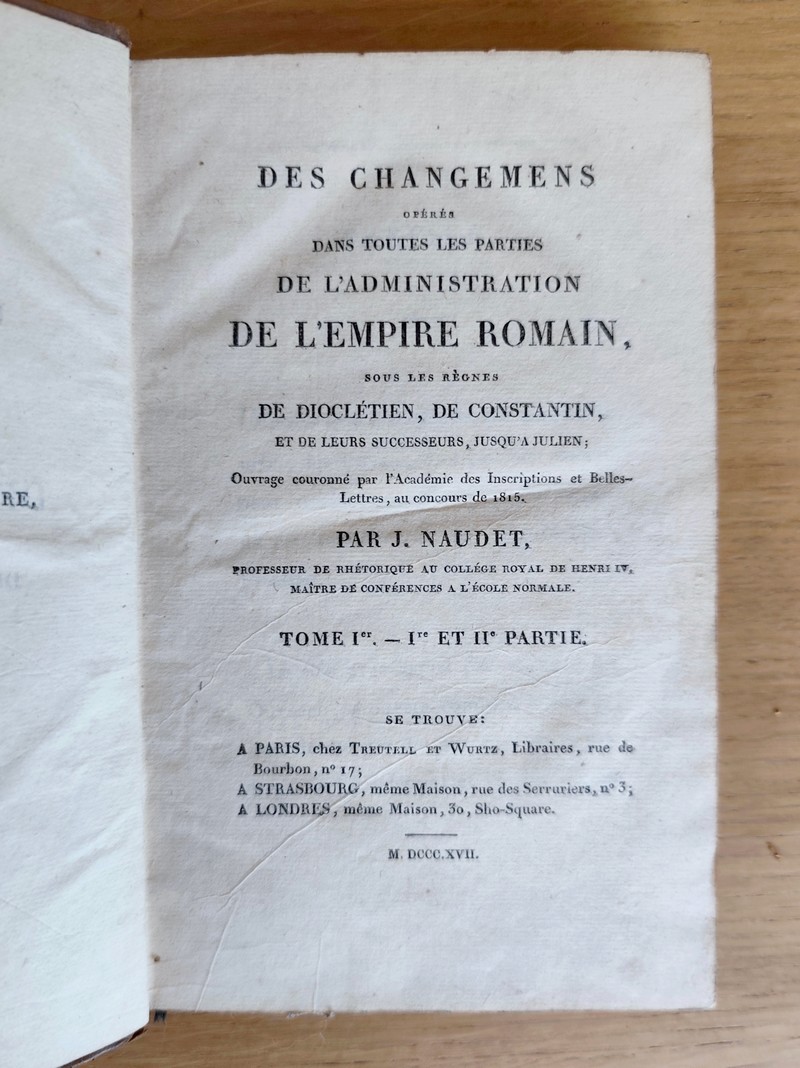 RE,
DES CHANGEMENS
OPÉRÉS
DANS TOUTES LES PARTIES
DE L'ADMINISTRATION
DE L'EMPIRE ROMAIN,
SOUS LES RÈGNES
DE DIOCLÉTIEN, DE CONSTANTIN,
ET DE LEURS SUCCESSEURS, JUSQU'A JULIEN;
Ouvrage couronné par l'Académie des Inscriptions et Belles-
Lettres, au concours de 1815.
PAR J. NAUDET,
PROFESSEUR DE RHÉTORIQUE AU COLLÉGE ROYAL DE HENRI IV,
MAÎTRE DE CONFÉRENCES A L'ÉCOLE NORMALE.
TOME Ier. — Ire ET IIe PARTIE.
SE TROUVE:
A PARIS, chez TREUTELL ET WURTZ, Libraires, rue de
Bourbon, nº 17;
A STRASBOURG, même Maison, rue des Serruriers, nº 3;
A LONDRES, même Maison, 30, Sho-Square.
M. DCCC.XVII.